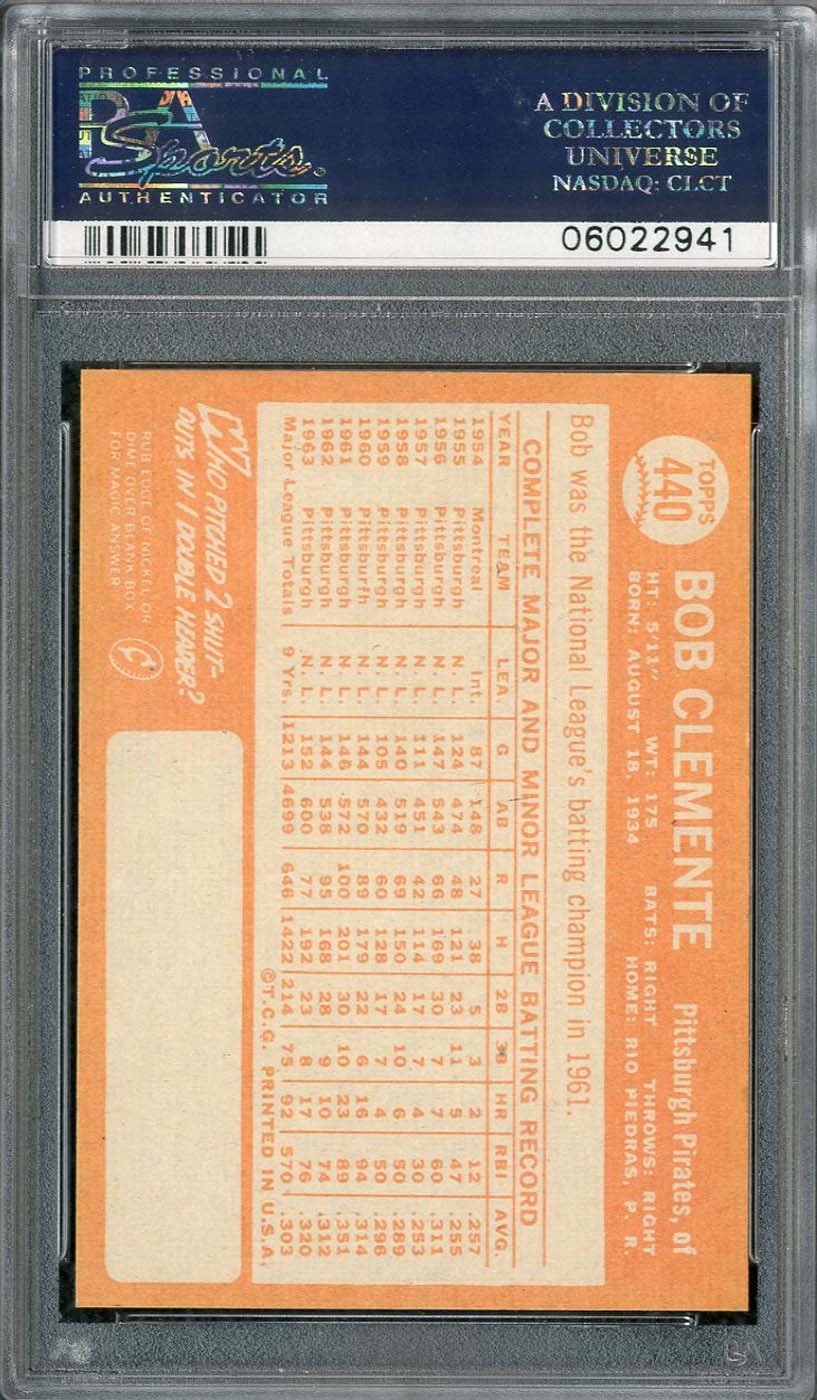 PROFESSIONAL
PSA
Sports.
AUTHENTICATOR
A DIVISION OF
COLLECTORS
UNIVERSE
NASDAQ: CLCT
06022941
TOPPS
440
BOB CLEMENTE Pittsburgh Pirates, of
HT: 5'11" WT: 175 BATS: RIGHT THROWS: RIGHT
BORN: AUGUST 18, 1934 HOME: RIO PIEDRAS, P. R.
Bob was the National League's batting champion in 1961.
COMPLETE MAJOR AND MINOR LEAGUE BATTING RECORD
YEAR TEAM LEA. G AB R H 2B 3B HR RBI AVG.
1954 Montreal Int. 87 148 27 38 5 3 2 12 .257
1955 Pittsburgh N. L. 124 474 48 121 23 11 5 47 .255
1956 Pittsburgh N. L. 147 543 66 169 30 7 7 60 .311
1957 Pittsburgh N. L. 111 451 42 114 17 7 4 30 .253
1958 Pittsburgh N. L. 140 519 69 150 24 10 6 50 .289
1959 Pittsburgh N. L. 105 432 60 128 17 7 4 50 .296
1960 Pittsburfh N. L. 144 570 89 179 22 6 16 94 .314
1961 Pittsburgh N. L. 146 572 100 201 30 10 23 89 .351
1962 Pittsburgh N. L. 144 538 95 168 28 9 10 74 .312
1963 Pittsburgh N. L. 152 600 77 192 23 8 17 76 .320
Major League Totals 9 Yrs. 1213 4699 646 1422 214 75 92 570 .303
©T.C.G. PRINTED IN U.S.A.
WHO PITCHED 2 SHUT-
OUTS IN 1 DOUBLE HEADER?
RUB EDGE OF NICKEL, OR
DIME OVER BLANK BOX
FOR MAGIC ANSWER